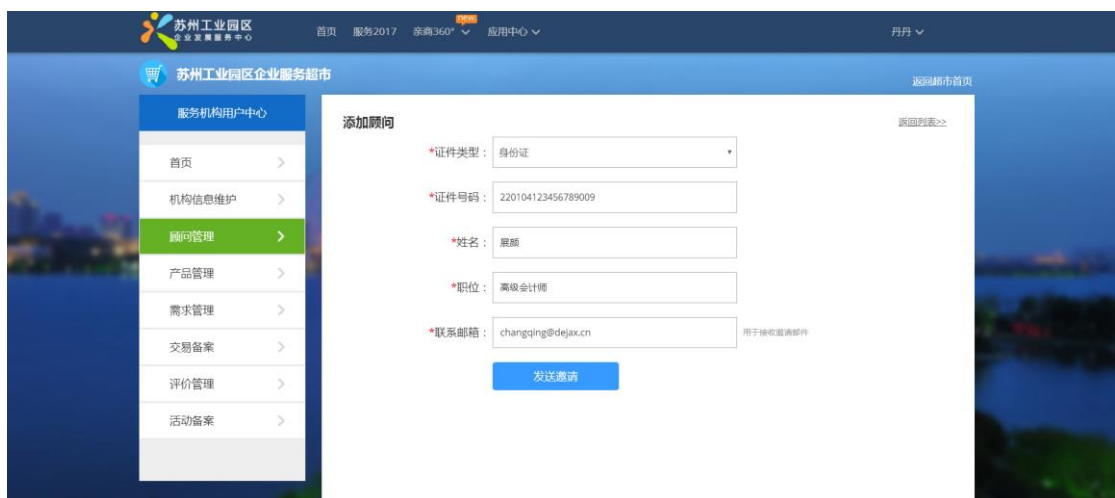 苏州工业园区
企业发展服务中心
首页 服务2017 亲商360° new 应用中心 丹丹
苏州工业园区企业服务超市
返回超市首页
服务机构用户中心
添加顾问 返回列表>>
首页
机构信息维护
顾问管理
产品管理
需求管理
交易备案
评价管理
活动备案
*证件类型： 身份证
*证件号码： 220104123456789009
*姓名： 展颜
*职位： 高级会计师
*联系邮箱： changqing@dejax.cn 用于接收邀请邮件
发送邀请